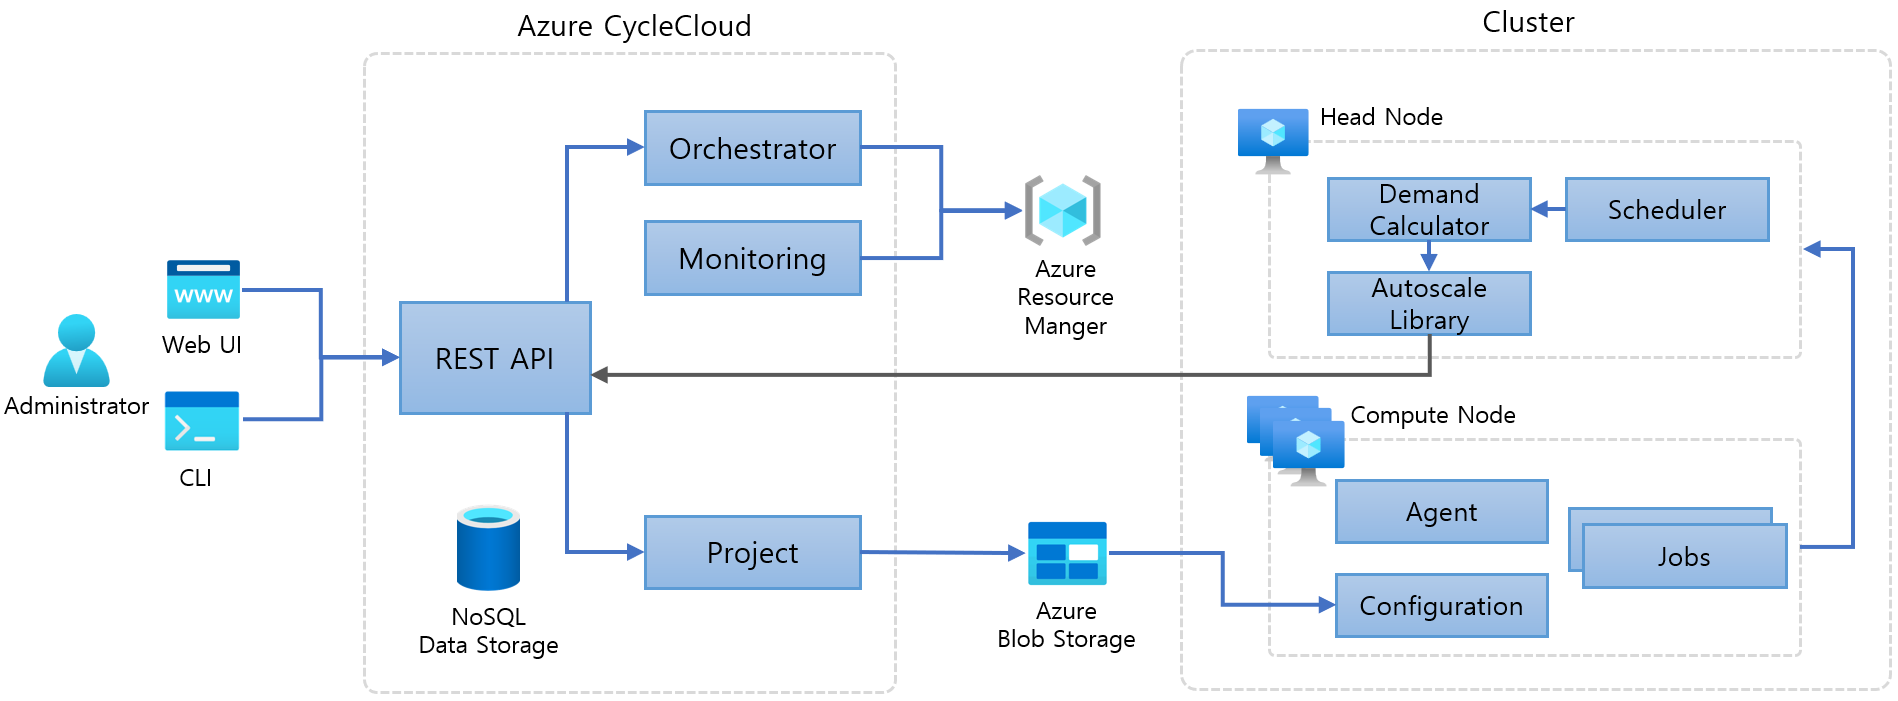 Azure CycleCloud
Cluster
Orchestrator
Monitoring
REST API
Project
NoSQL
Data Storage
Administrator
www
Web UI
CLI
Azure
Resource
Manger
Azure
Blob Storage
Head Node
Demand
Calculator
Scheduler
Autoscale
Library
Compute Node
Agent
Jobs
Configuration